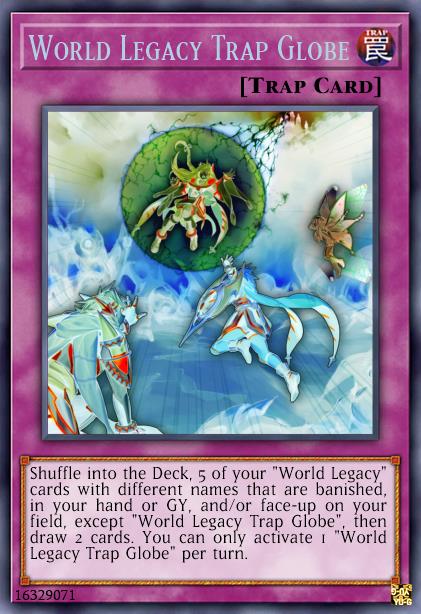 World Legacy Trap Globe
TRAP
罠
[Trap Card]
Shuffle into the Deck, 5 of your "World Legacy"
cards with different names that are banished,
in your hand or GY, and/or face-up on your
field, except "World Legacy Trap Globe", then
draw 2 cards. You can only activate 1 "World
Legacy Trap Globe" per turn.
16329071